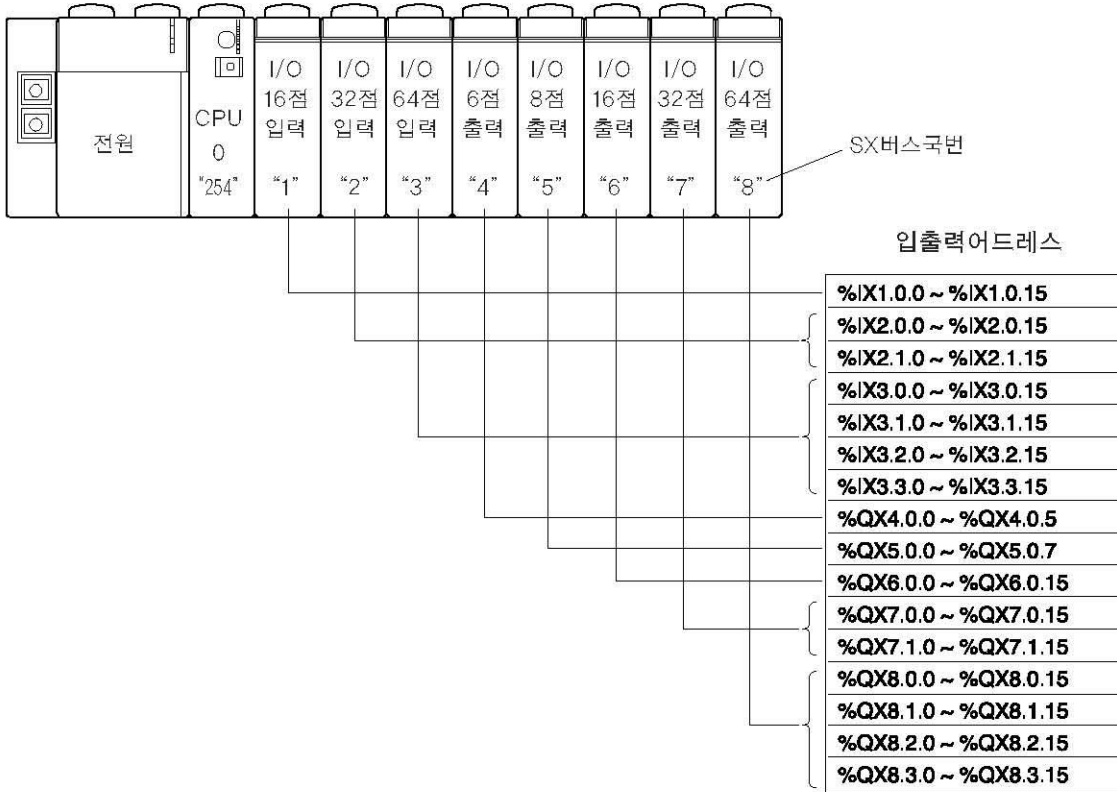 전원
CPU
0
“254”
I/O
16점
입력
“1”
I/O
32점
입력
“2”
I/O
64점
입력
“3”
I/O
6점
출력
“4”
I/O
8점
출력
“5”
I/O
16점
출력
“6”
I/O
32점
출력
“7”
I/O
64점
출력
“8”
SX버스국번
입출력어드레스
%IX1.0.0 ~ %IX1.0.15
%IX2.0.0 ~ %IX2.0.15
%IX2.1.0 ~ %IX2.1.15
%IX3.0.0 ~ %IX3.0.15
%IX3.1.0 ~ %IX3.1.15
%IX3.2.0 ~ %IX3.2.15
%IX3.3.0 ~ %IX3.3.15
%QX4.0.0 ~ %QX4.0.5
%QX5.0.0 ~ %QX5.0.7
%QX6.0.0 ~ %QX6.0.15
%QX7.0.0 ~ %QX7.0.15
%QX7.1.0 ~ %QX7.1.15
%QX8.0.0 ~ %QX8.0.15
%QX8.1.0 ~ %QX8.1.15
%QX8.2.0 ~ %QX8.2.15
%QX8.3.0 ~ %QX8.3.15